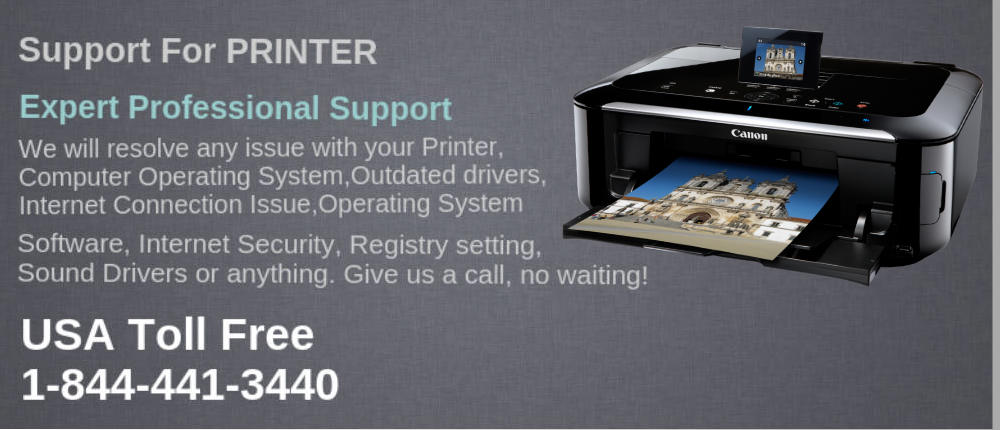 Support For PRINTER
Expert Professional Support
We will resolve any issue with your Printer,
Computer Operating System,Outdated drivers,
Internet Connection Issue,Operating System
Software, Internet Security, Registry setting,
Sound Drivers or anything. Give us a call, no waiting!
USA Toll Free
1-844-441-3440
Canon